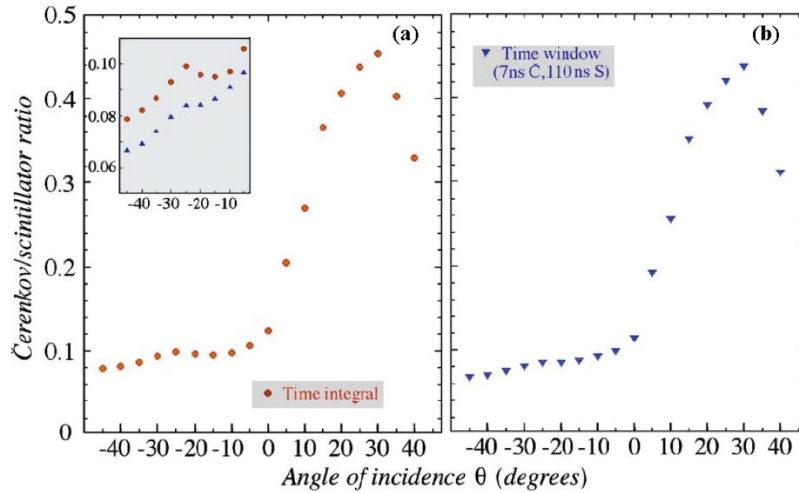 (a)
(b)
Čerenkov/scintillator ratio
0.5
0.4
0.3
0.2
0.1
0
0.10
0.08
0.06
-40 -30 -20 -10
Time integral
Time window
(7ns Č, 110 ns S)
-40 -30 -20 -10 0 10 20 30 40
-40 -30 -20 -10 0 10 20 30 40
Angle of incidence θ (degrees)